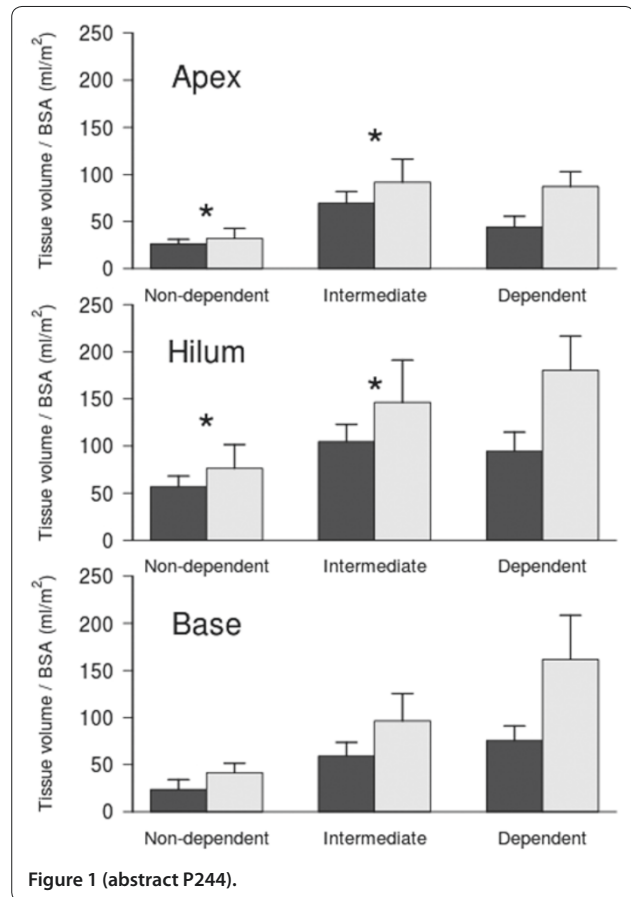 250
200
150
100
50
0
Tissue volume / BSA (ml/m²)
Apex
*
*
Non-dependent Intermediate Dependent
250
200
150
100
50
0
Tissue volume / BSA (ml/m²)
Hilum
*
*
Non-dependent Intermediate Dependent
250
200
150
100
50
0
Tissue volume / BSA (ml/m²)
Base
Non-dependent Intermediate Dependent
Figure 1 (abstract P244).